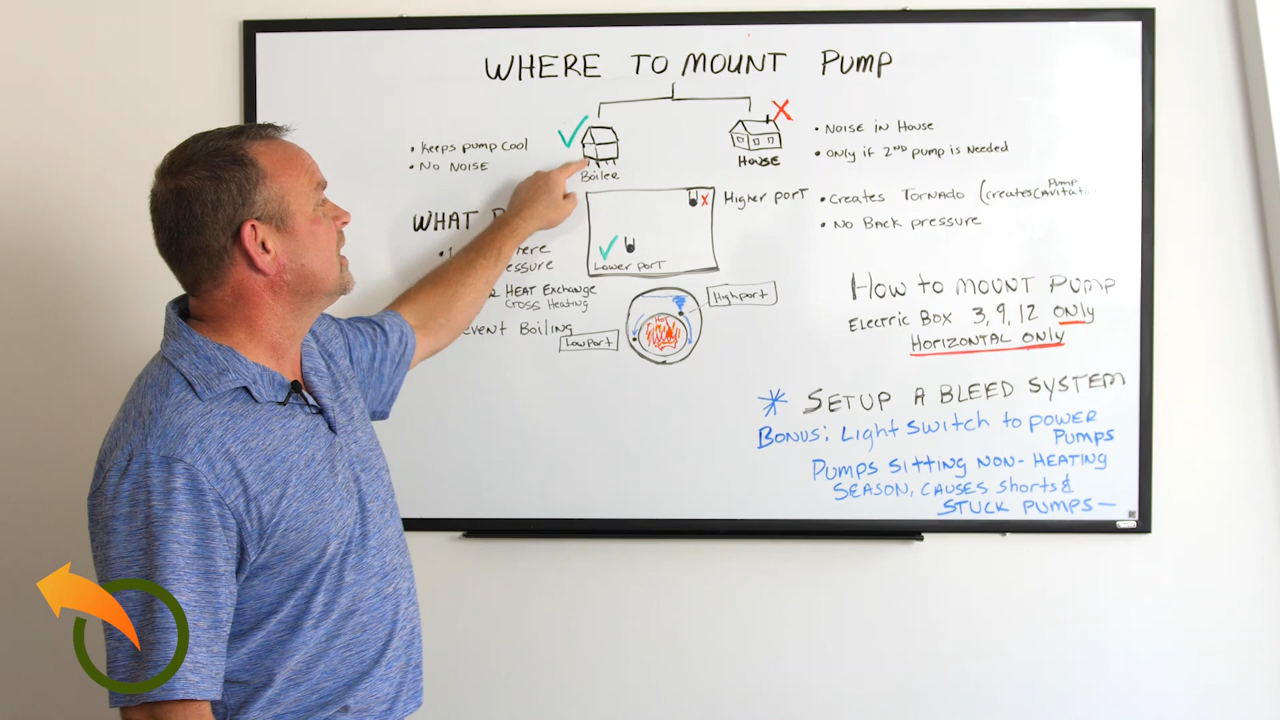 WHERE TO MOUNT PUMP
• KEEPS PUMP COOL
• NO NOISE
BOILER
HOUSE
• NOISE IN HOUSE
• ONLY IF 2ND PUMP IS NEEDED
WHAT
ERE
SSURE
HEAT EXCHANGE
CROSS HEATING
VENT BOILING
X
Higher port
Lower port
• CREATES TORNADO (CREATES PUMP CAVITATI
• NO BACK PRESSURE
High port
Low port
HOT
HOW TO MOUNT PUMP
ELECTRIC BOX 3, 9, 12 ONLY
HORIZONTAL ONLY
* SETUP A BLEED SYSTEM
BONUS: LIGHT SWITCH TO POWER
PUMPS
PUMPS SITTING NON-HEATING
SEASON, CAUSES SHORTS &
STUCK PUMPS —